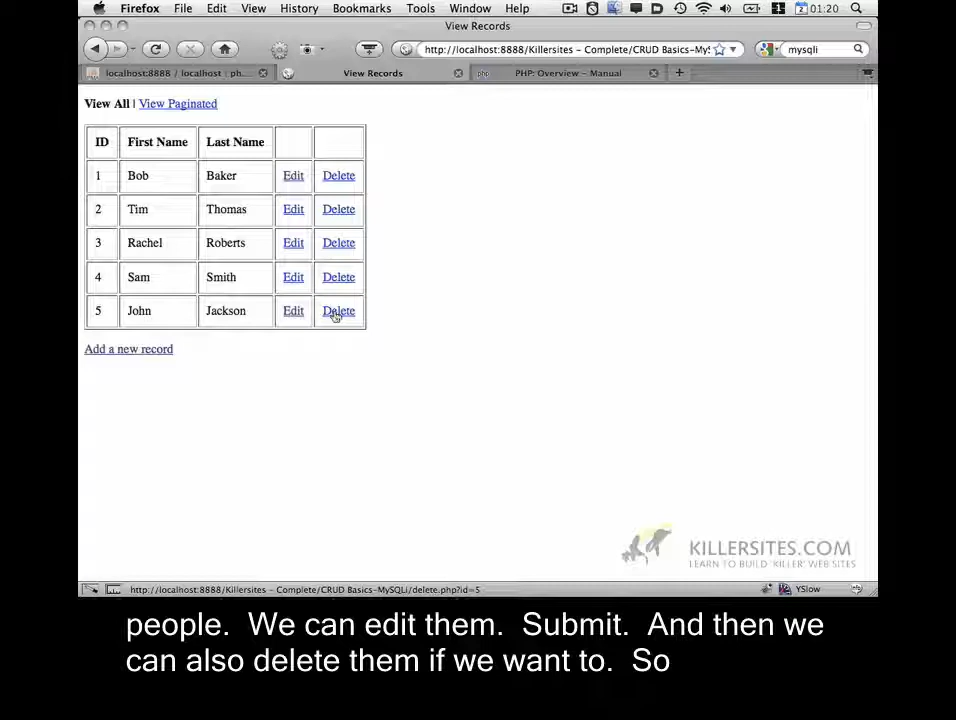 Firefox File Edit View History Bookmarks Tools Window Help 01:20
View Records
http://localhost:8888/Killersites - Complete/CRUD Basics-MyS mysqli
localhost:8888 / localhost | ph... View Records php PHP: Overview - Manual
View All | View Paginated
ID First Name Last Name
1 Bob Baker Edit Delete
2 Tim Thomas Edit Delete
3 Rachel Roberts Edit Delete
4 Sam Smith Edit Delete
5 John Jackson Edit Delete
Add a new record
KILLERSITES.COM
LEARN TO BUILD 'KILLER' WEB SITES
http://localhost:8888/Killersites - Complete/CRUD Basics-MySQLi/delete.php?id=5 YSlow
people. We can edit them. Submit. And then we
can also delete them if we want to. So